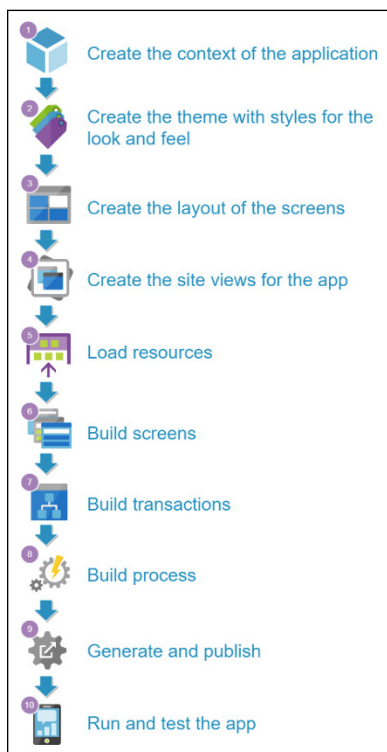 1
Create the context of the application
2
Create the theme with styles for the
look and feel
3
Create the layout of the screens
4
Create the site views for the app
5
Load resources
6
Build screens
7
Build transactions
8
Build process
9
Generate and publish
10
Run and test the app